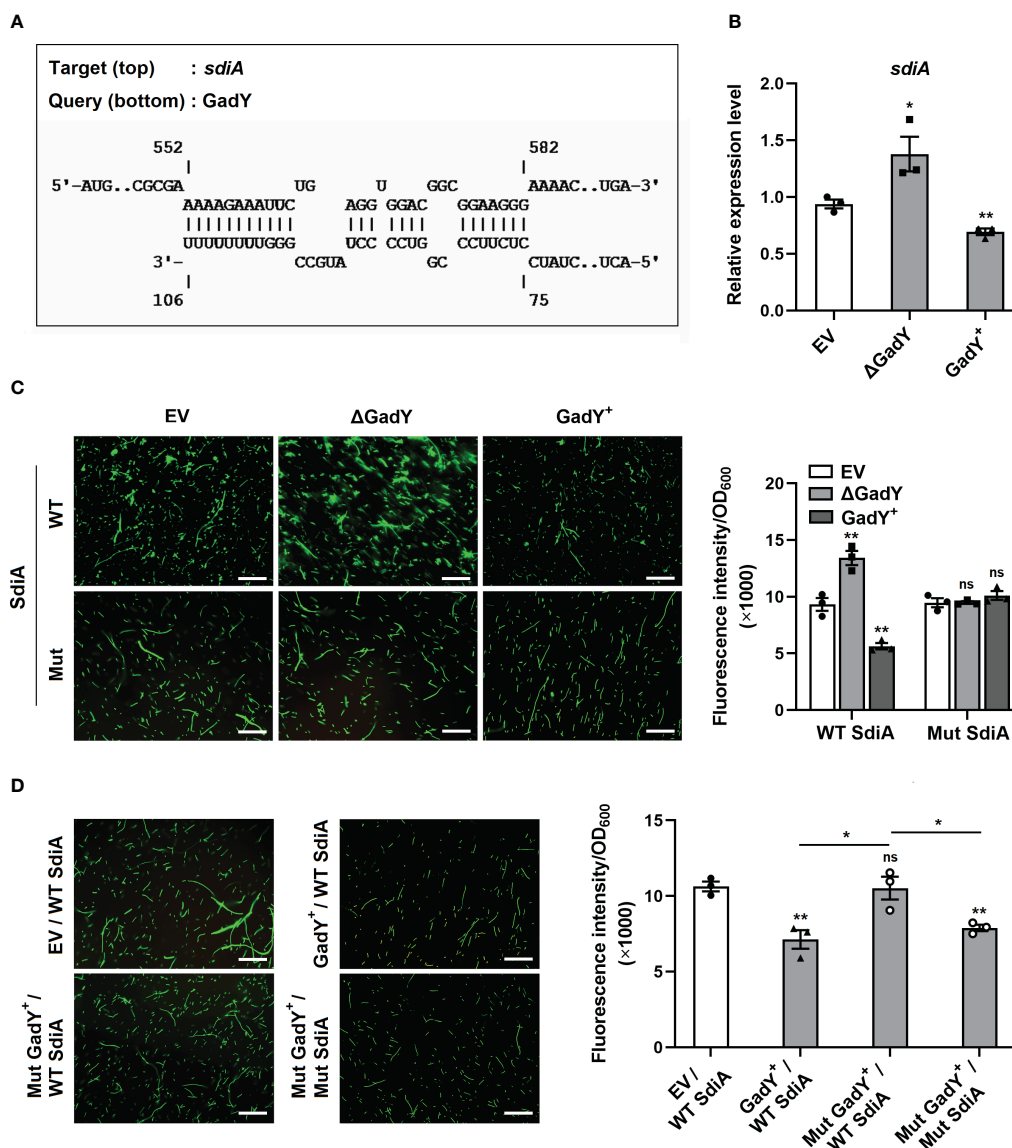 A
Target (top) : sdiA
Query (bottom) : GadY
552 582
5'-AUG..CGCGA UG U GGC AAAAC..UGA-3'
AAAAGAAAUUC AGG GGAC GGAAGGG
UUUUUUUUGGG UCC CCUG CCUUCUC
3'- CCGUA GC CUAUC..UCA-5'
106 75
B
sdiA
Relative expression level
2.0
1.5
1.0
0.5
0.0
*
**
EV
ΔGadY
GadY+
C
EV ΔGadY GadY+
SdiA
WT
Mut
Fluorescence intensity/OD600
(×1000)
20
15
10
5
0
EV
ΔGadY
GadY+
**
**
ns
ns
WT SdiA Mut SdiA
D
EV / WT SdiA
GadY+ / WT SdiA
Mut GadY+ /
WT SdiA
Mut GadY+ /
Mut SdiA
Fluorescence intensity/OD600
(×1000)
15
10
5
0
*
*
**
ns
**
EV /
WT SdiA
GadY+ /
WT SdiA
Mut GadY+ /
WT SdiA
Mut GadY+ /
Mut SdiA